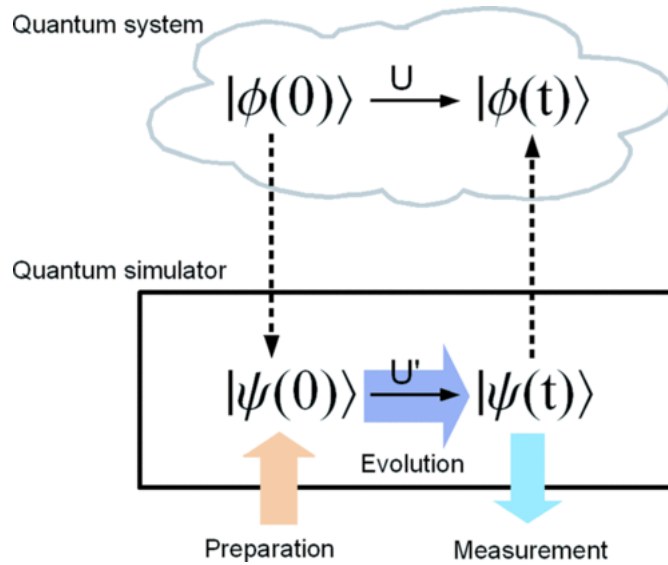 Quantum system
|ϕ(0)⟩ U |ϕ(t)⟩
Quantum simulator
|ψ(0)⟩ U' |ψ(t)⟩
Evolution
Preparation Measurement